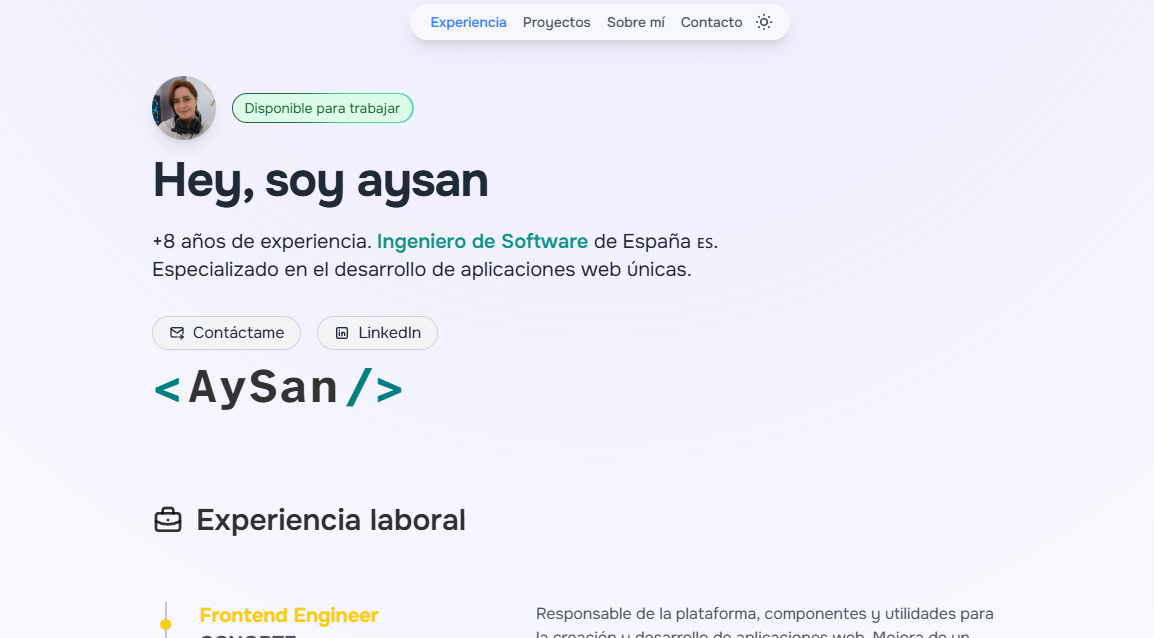 Experiencia Proyectos Sobre mí Contacto
Disponible para trabajar
Hey, soy aysan
+8 años de experiencia. Ingeniero de Software de España ES.
Especializado en el desarrollo de aplicaciones web únicas.
Contáctame LinkedIn
<AySan/>
Experiencia laboral
Frontend Engineer
Responsable de la plataforma, componentes y utilidades para
la creación y desarrollo de aplicaciones web. Mejora de un